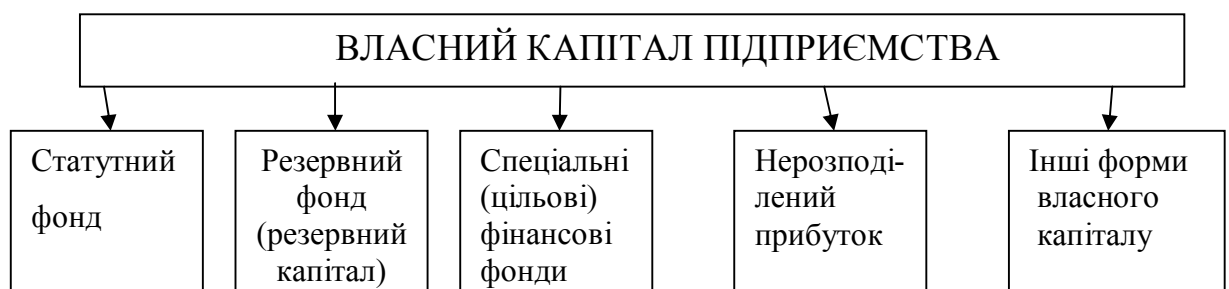 ВЛАСНИЙ КАПІТАЛ ПІДПРИЄМСТВА
Статутний
фонд
Резервний
фонд
(резервний
капітал)
Спеціальні
(цільові)
фінансові
фонди
Нерозподі-
лений
прибуток
Інші форми
власного
капіталу